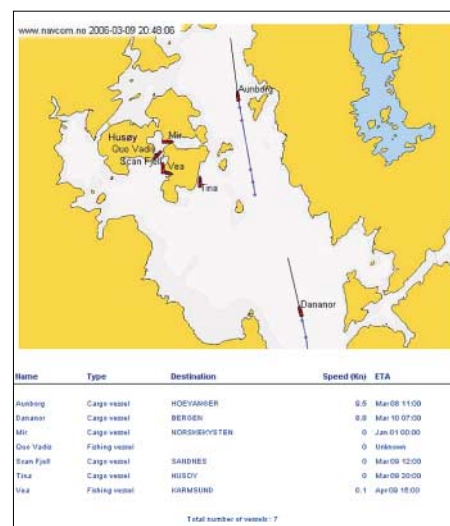 www.navcom.no 2006-03-09 20:48:06
Aunborg
Husøy
Mir
Quo Vadis
Scan Fjell
Vea
Tina
Dananor
Name Type Destination Speed (Kn) ETA
Aunborg Cargo vessel HOEYANGER 9.5 Mar 08 11:00
Dananor Cargo vessel BERGEN 8.8 Mar 10 07:00
Mir Cargo vessel NORSKEKYSTEN 0 Jan 01 00:00
Quo Vadis Fishing vessel 0 Unknown
Scan Fjell Cargo vessel SANDNES 0 Mar 09 12:00
Tina Cargo vessel HUSOY 0 Mar 09 20:00
Vea Fishing vessel KARMSUND 0.1 Apr 09 16:00
Total number of vessels : 7